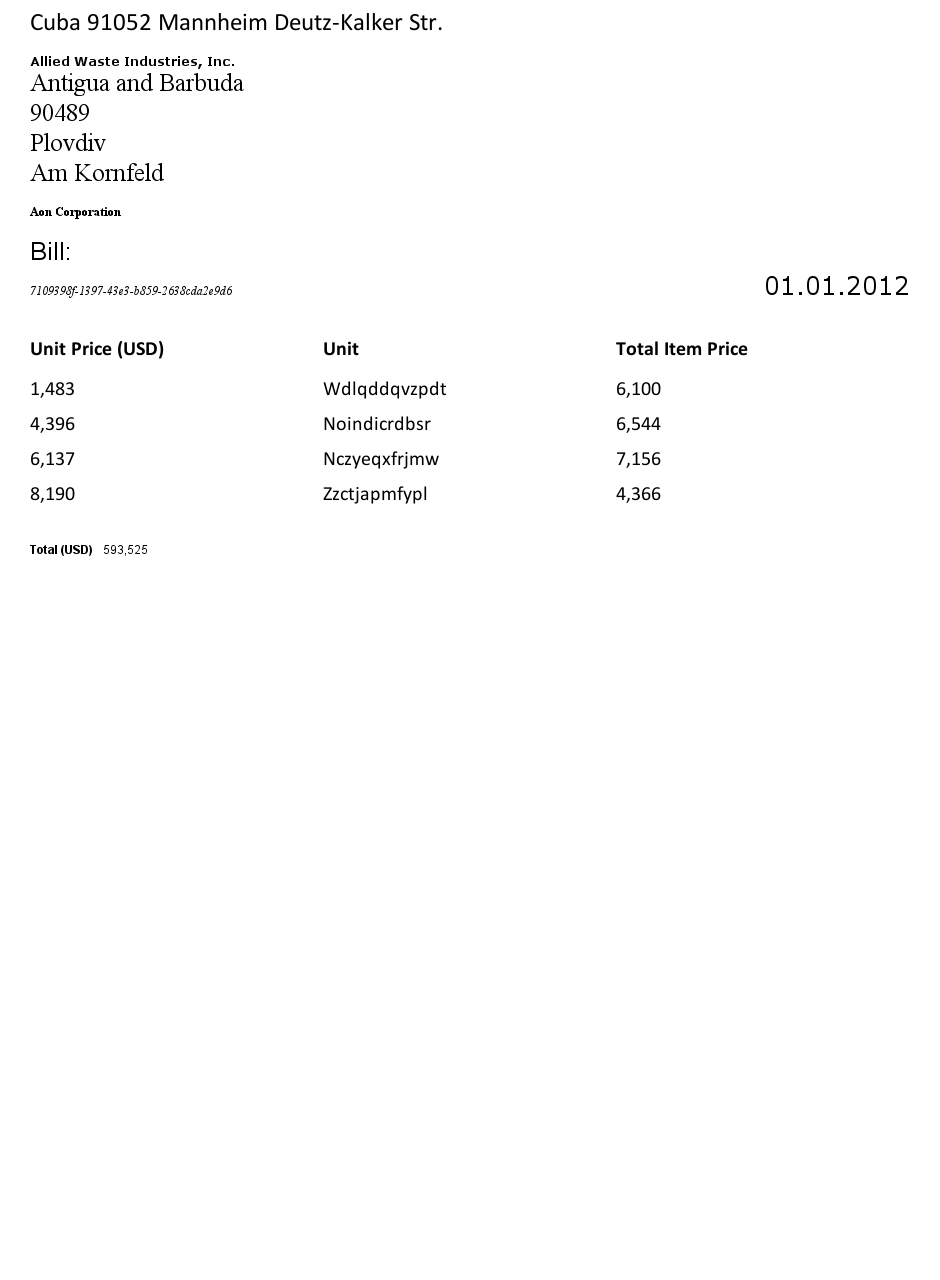 Cuba 91052 Mannheim Deutz-Kalker Str.
Allied Waste Industries, Inc.
Antigua and Barbuda
90489
Plovdiv
Am Kornfeld
Aon Corporation
Bill:
7109398f-1397-43e3-b859-2638cda2e9d6 01.01.2012
Unit Price (USD) Unit Total Item Price
1,483 Wdlqddqvzpdt 6,100
4,396 Noindicrdbsr 6,544
6,137 Nczyeqxfrjmw 7,156
8,190 Zzctjapmfypl 4,366
Total (USD) 593,525